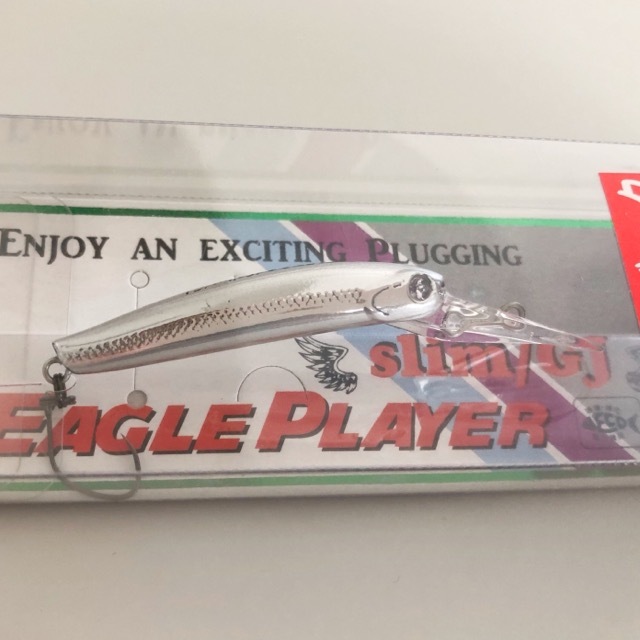 ENJOY AN EXCITING PLUGGING
slim/GJ
EAGLE PLAYER